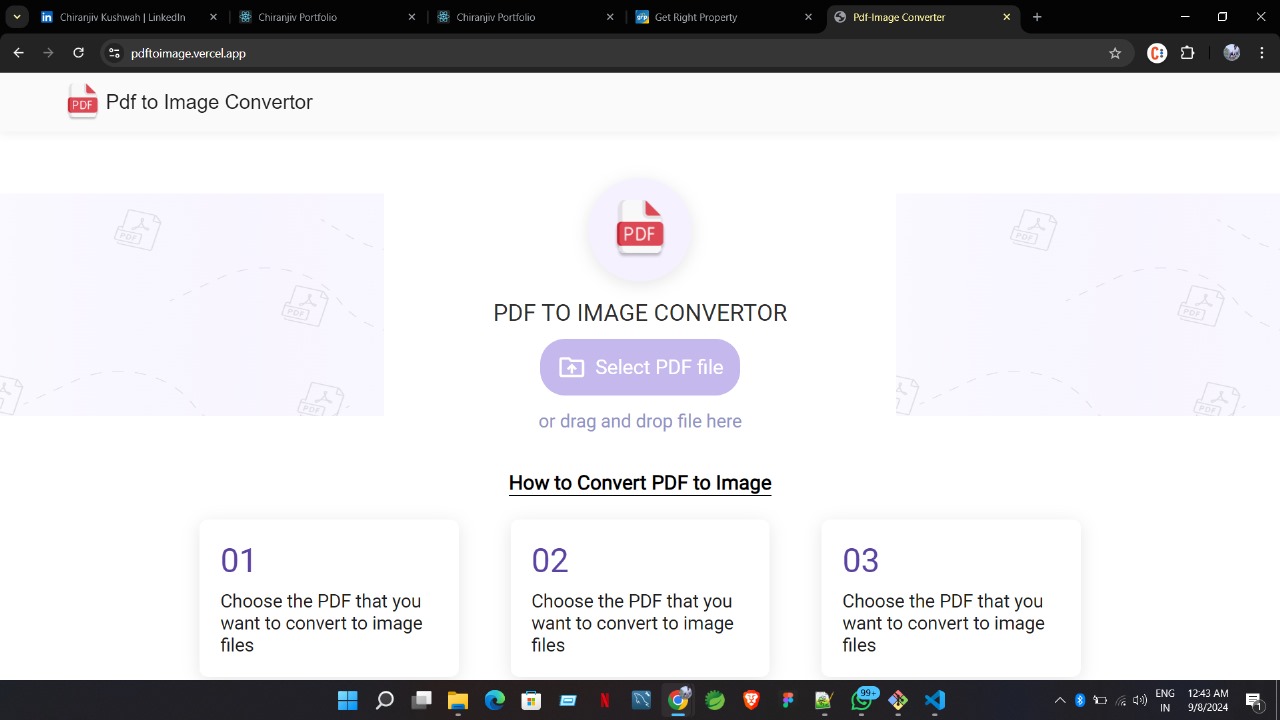 Chiranjiv Kushwah | LinkedIn
Chiranjiv Portfolio
Chiranjiv Portfolio
Get Right Property
Pdf-Image Converter
pdftoimage.vercel.app
PDF Pdf to Image Convertor
PDF
PDF TO IMAGE CONVERTOR
Select PDF file
or drag and drop file here
How to Convert PDF to Image
01
Choose the PDF that you
want to convert to image
files
02
Choose the PDF that you
want to convert to image
files
03
Choose the PDF that you
want to convert to image
files
99+
ENG
IN
12:43 AM
9/8/2024